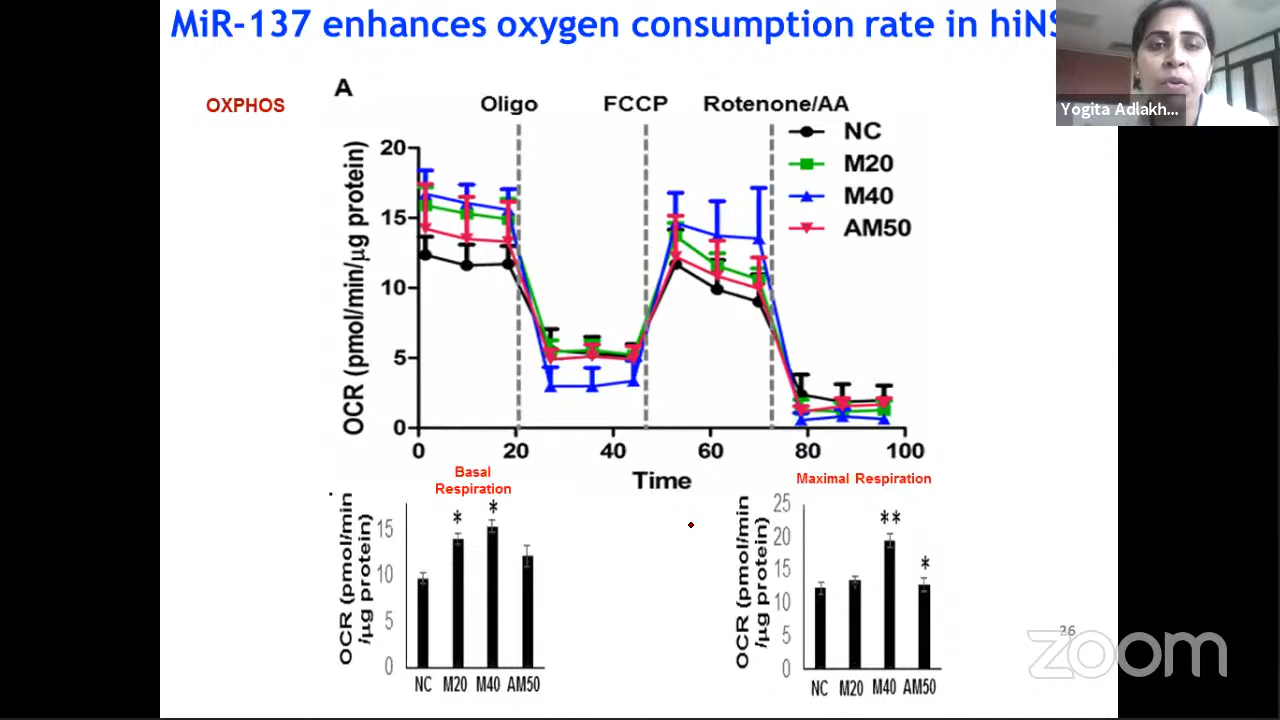 MiR-137 enhances oxygen consumption rate in hiNS
Yogita Adlakh...
A
OXPHOS
Oligo
FCCP
Rotenone/AA
NC
M20
M40
AM50
OCR (pmol/min/µg protein)
20
15
10
5
0
0 20 40 60 80 100
Time
Basal
Respiration
OCR (pmol/min
/µg protein)
15
10
5
0
* *
NC M20 M40 AM50
Maximal Respiration
OCR (pmol/min
/µg protein)
25
20
15
10
5
0
** *
NC M20 M40 AM50
26
zoom